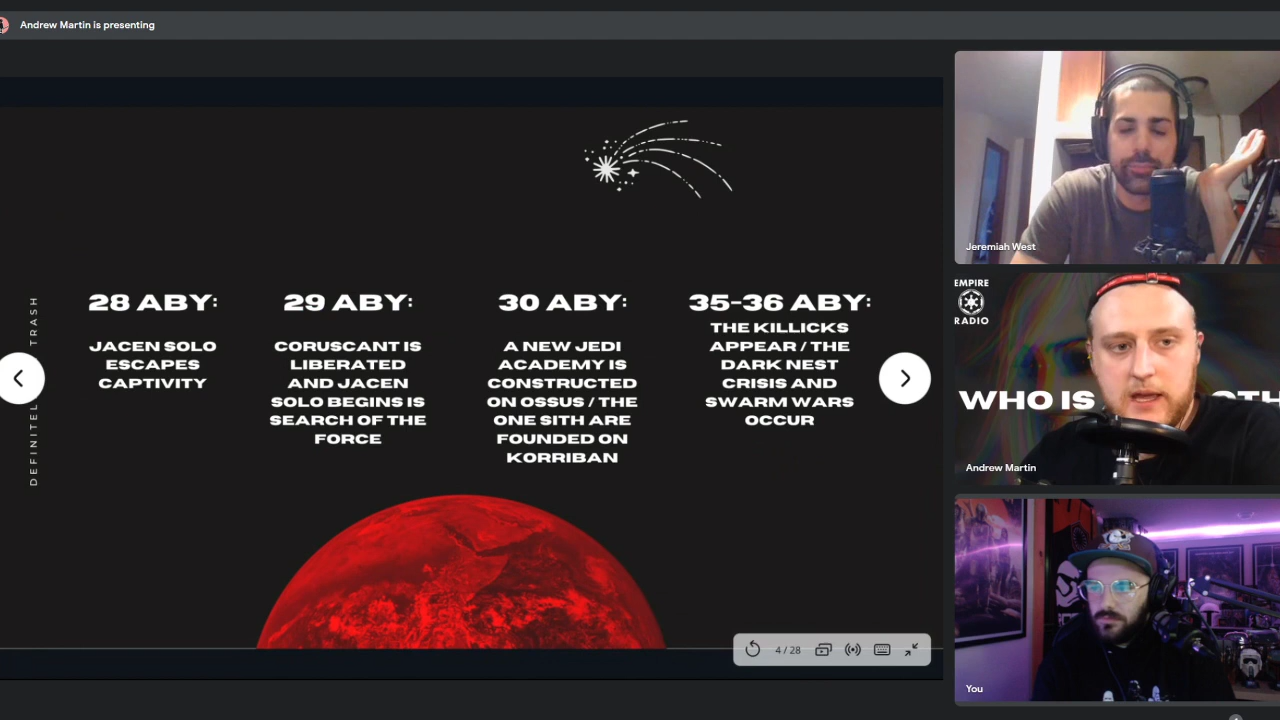 Andrew Martin is presenting
28 ABY:
JACEN SOLO
ESCAPES
CAPTIVITY
29 ABY:
CORUSCANT IS
LIBERATED
AND JACEN
SOLO BEGINS IS
SEARCH OF THE
FORCE
30 ABY:
A NEW JEDI
ACADEMY IS
CONSTRUCTED
ON OSSUS / THE
ONE SITH ARE
FOUNDED ON
KORRIBAN
35-36 ABY:
THE KILLICKS
APPEAR / THE
DARK NEST
CRISIS AND
SWARM WARS
OCCUR
TRASH
4 / 28
Jeremiah West
EMPIRE
RADIO
WHO IS
Andrew Martin
You